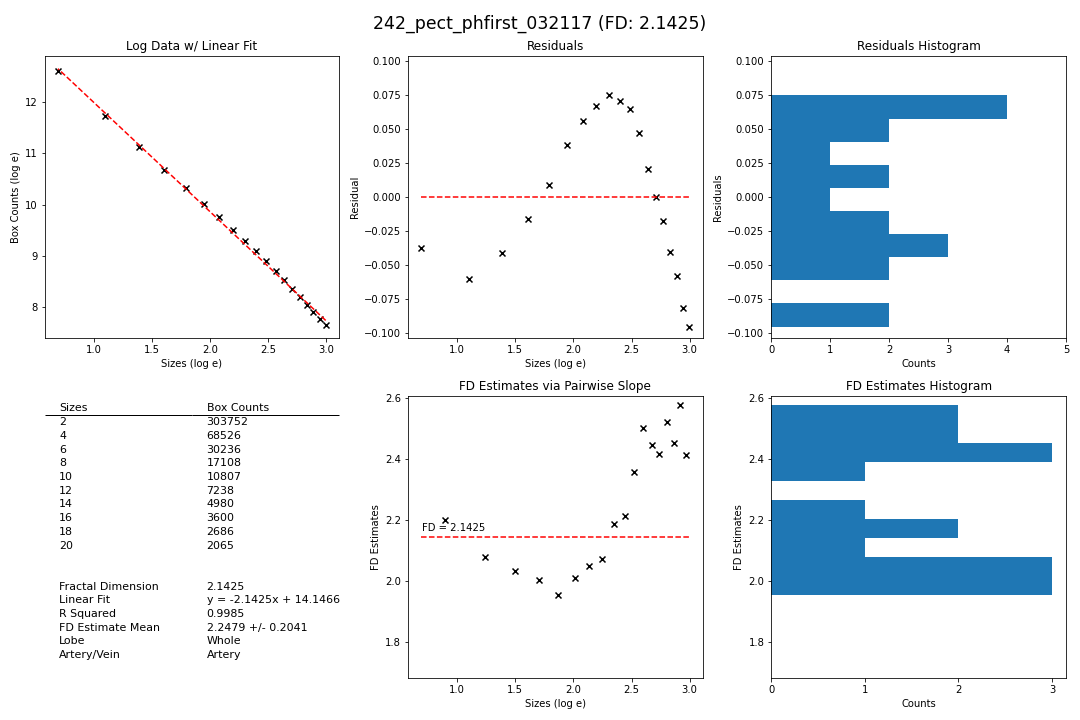 242_pect_phfirst_032117 (FD: 2.1425)
Log Data w/ Linear Fit
12
11
10
9
8
Box Counts (log e)
1.0 1.5 2.0 2.5 3.0
Sizes (log e)
Residuals
0.100
0.075
0.050
0.025
0.000
−0.025
−0.050
−0.075
−0.100
Residual
1.0 1.5 2.0 2.5 3.0
Sizes (log e)
Residuals Histogram
0.100
0.075
0.050
0.025
0.000
−0.025
−0.050
−0.075
−0.100
Residuals
0 1 2 3 4 5
Counts
Sizes Box Counts
2 303752
4 68526
6 30236
8 17108
10 10807
12 7238
14 4980
16 3600
18 2686
20 2065
Fractal Dimension 2.1425
Linear Fit y = -2.1425x + 14.1466
R Squared 0.9985
FD Estimate Mean 2.2479 +/- 0.2041
Lobe Whole
Artery/Vein Artery
FD Estimates via Pairwise Slope
2.6
2.4
2.2
2.0
1.8
FD Estimates
FD = 2.1425
1.0 1.5 2.0 2.5 3.0
Sizes (log e)
FD Estimates Histogram
2.6
2.4
2.2
2.0
1.8
FD Estimates
0 1 2 3
Counts